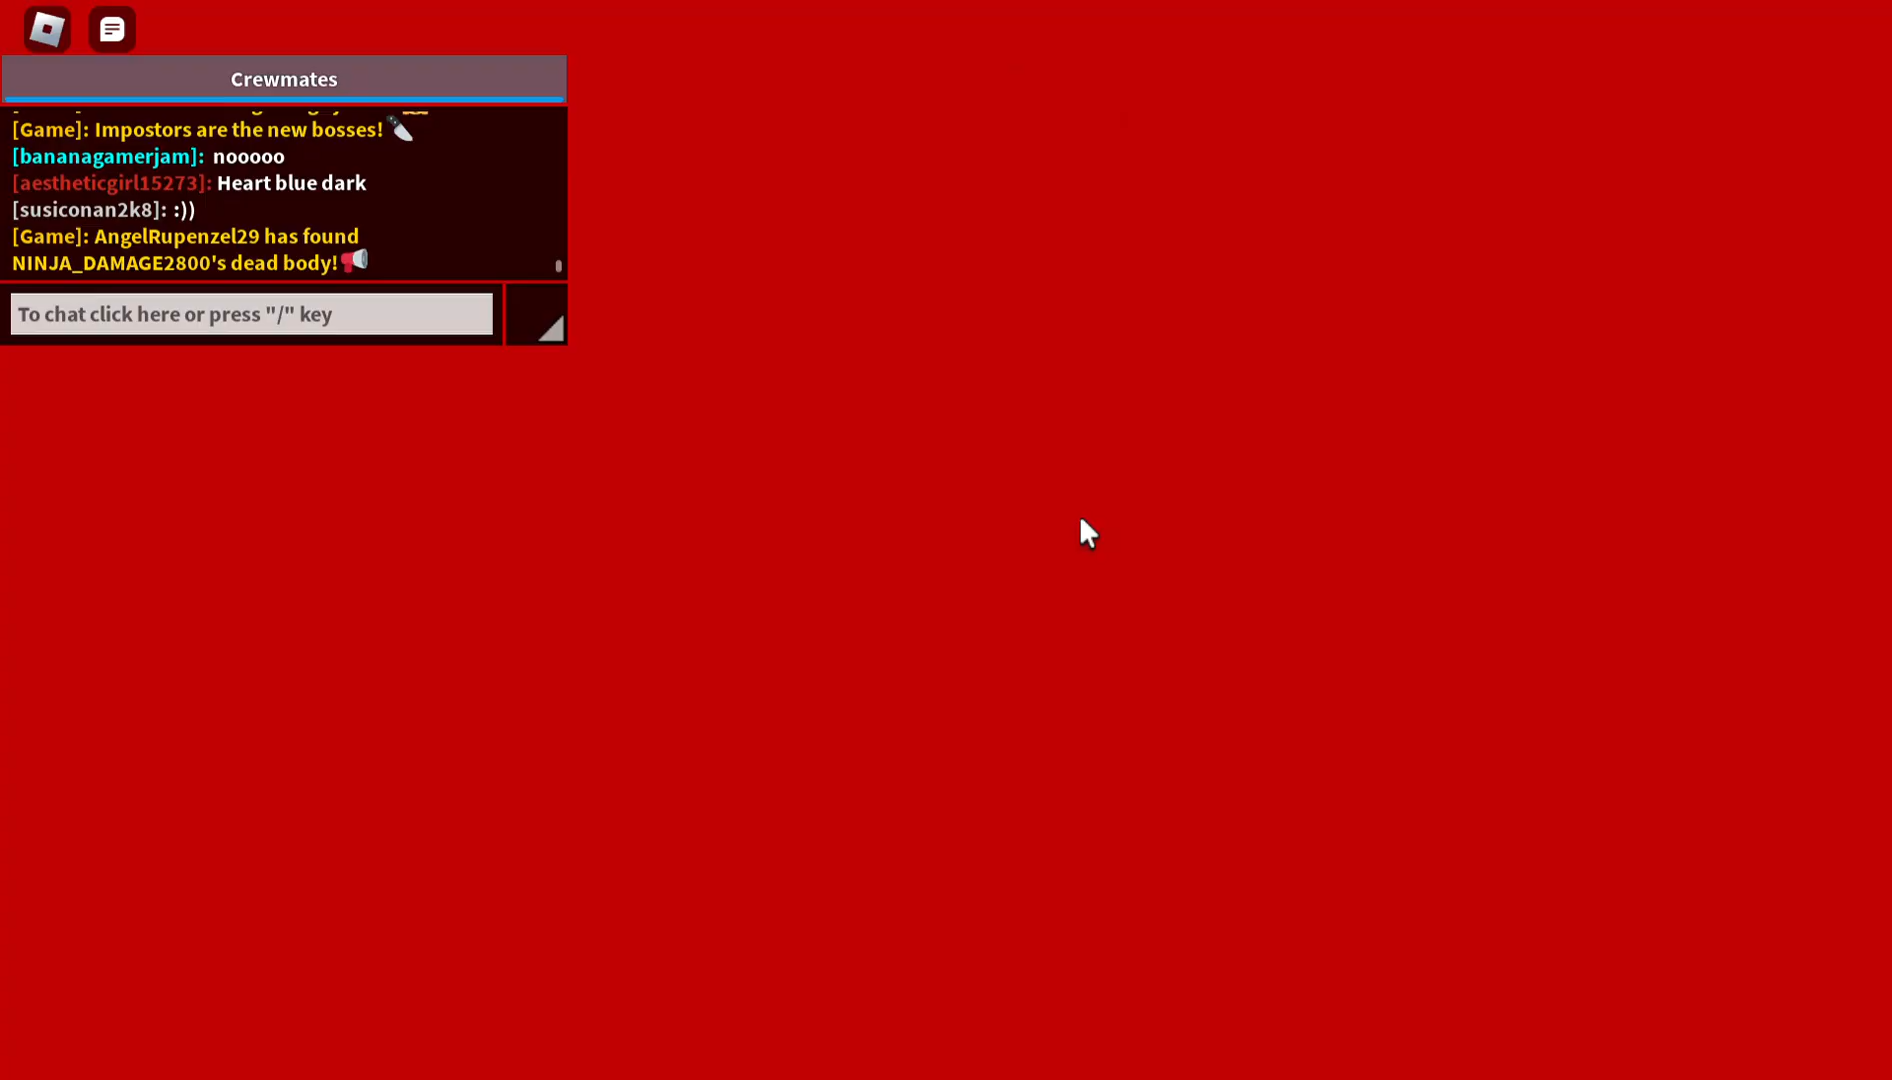 Crewmates
[Game]: Impostors are the new bosses!🔪
[bananagamerjam]: nooooo
[aestheticgirl15273]: Heart blue dark
[susiconan2k8]: :))
[Game]: AngelRupenzel29 has found
NINJA_DAMAGE2800's dead body!📢
To chat click here or press "/" key